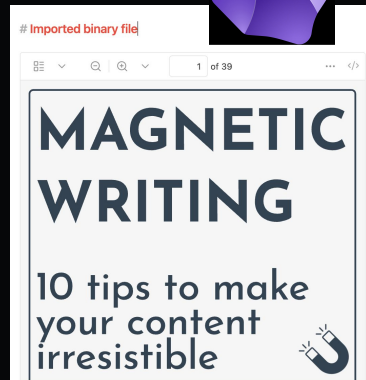 # Imported binary file
1 of 39
MAGNETIC
WRITING
10 tips to make
your content
irresistible